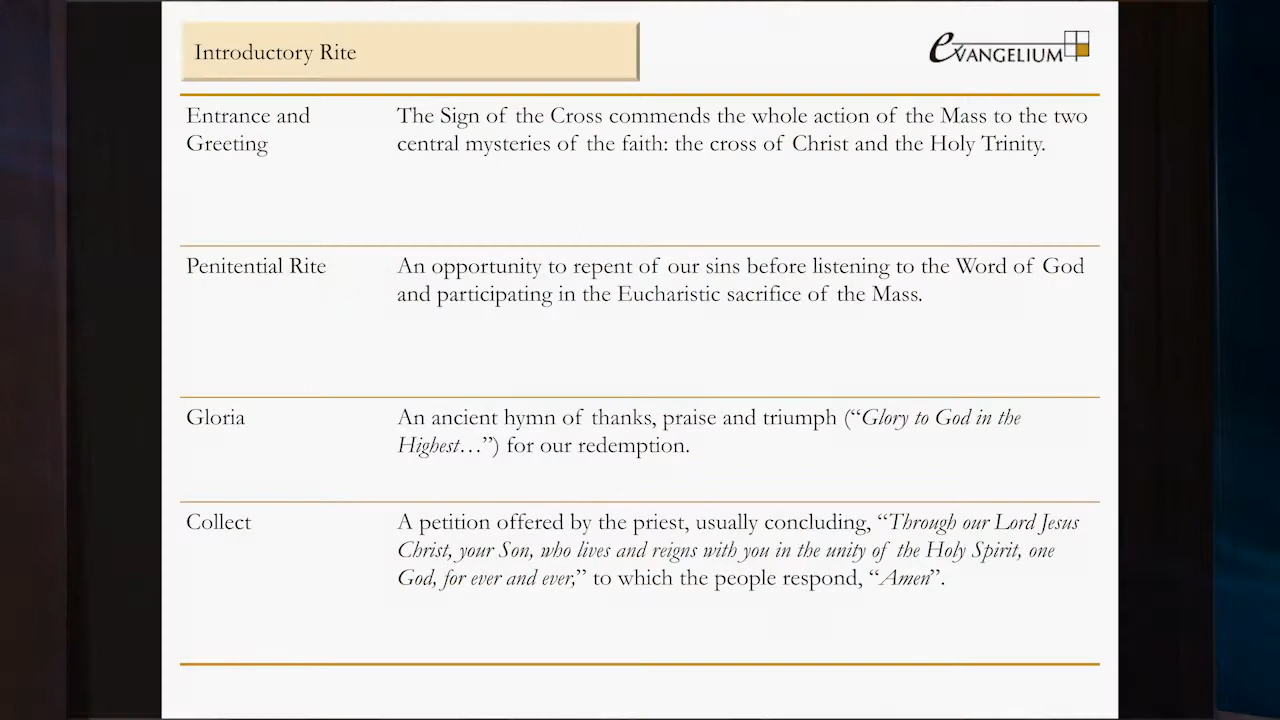 Introductory Rite
eVANGELIUM
Entrance and
Greeting
The Sign of the Cross commends the whole action of the Mass to the two
central mysteries of the faith: the cross of Christ and the Holy Trinity.
Penitential Rite
An opportunity to repent of our sins before listening to the Word of God
and participating in the Eucharistic sacrifice of the Mass.
Gloria
An ancient hymn of thanks, praise and triumph (“Glory to God in the
Highest…”) for our redemption.
Collect
A petition offered by the priest, usually concluding, “Through our Lord Jesus
Christ, your Son, who lives and reigns with you in the unity of the Holy Spirit, one
God, for ever and ever,” to which the people respond, “Amen”.